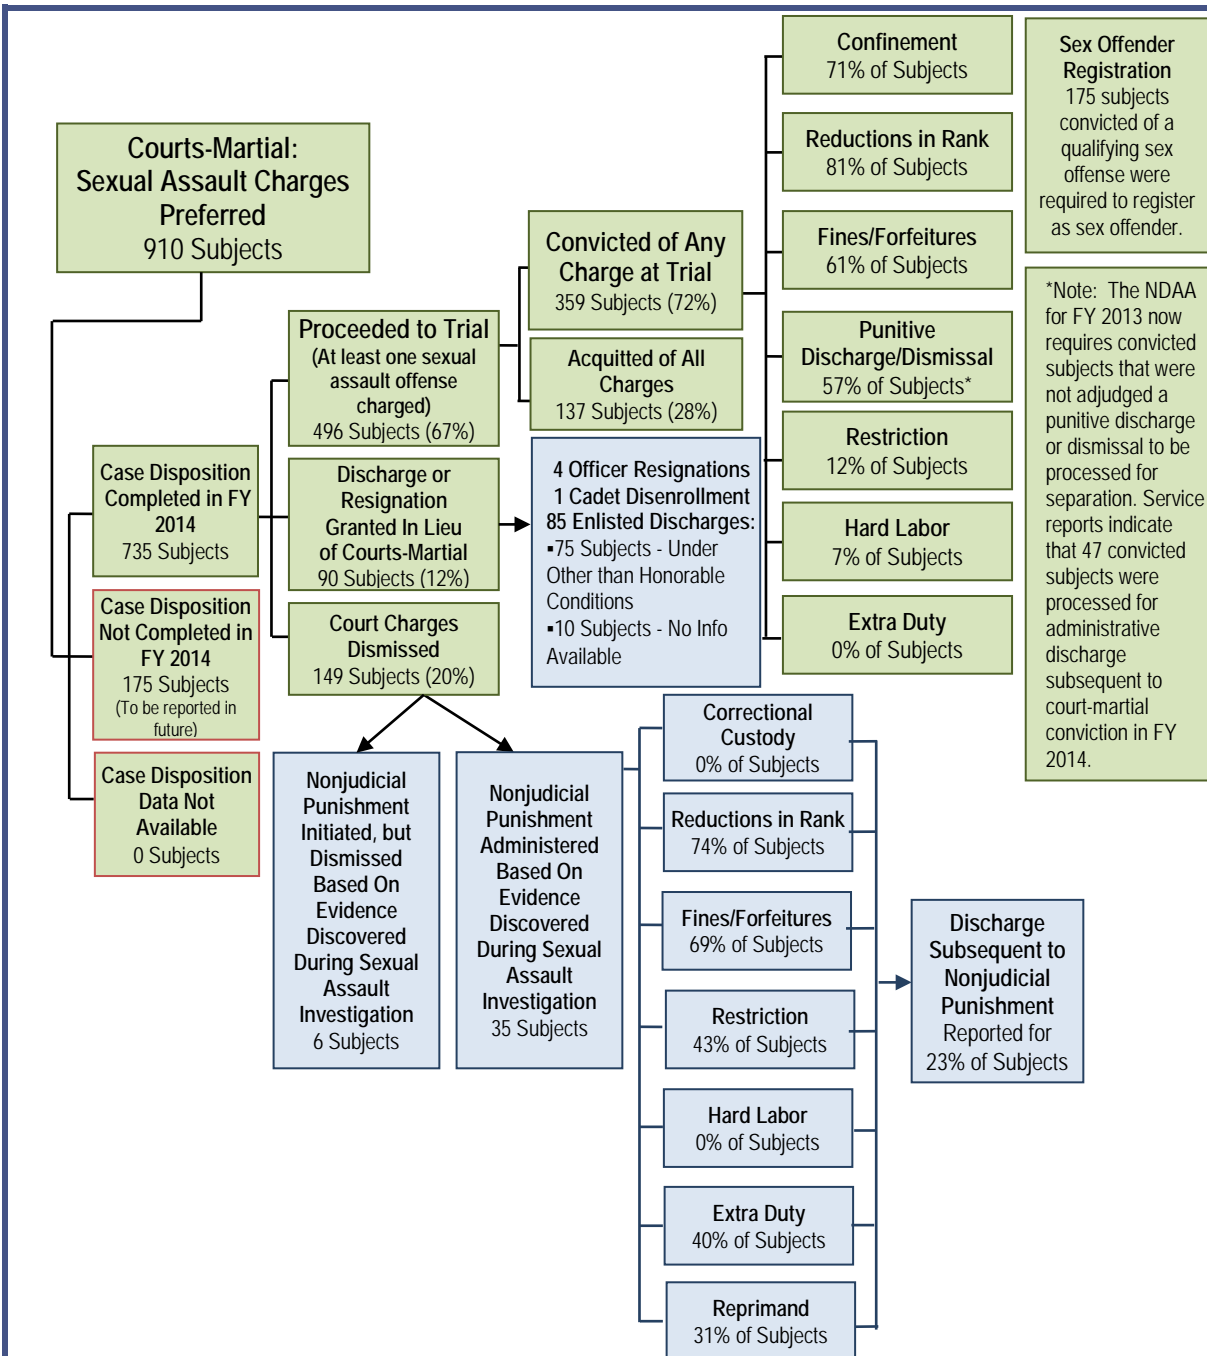 Courts-Martial:
Sexual Assault Charges
Preferred
910 Subjects
Case Disposition
Completed in FY
2014
735 Subjects
Case Disposition
Not Completed in
FY 2014
175 Subjects
(To be reported in
future)
Case Disposition
Data Not
Available
0 Subjects
Proceeded to Trial
(At least one sexual
assault offense
charged)
496 Subjects (67%)
Discharge or
Resignation
Granted In Lieu
of Courts-Martial
90 Subjects (12%)
Court Charges
Dismissed
149 Subjects (20%)
Convicted of Any
Charge at Trial
359 Subjects (72%)
Acquitted of All
Charges
137 Subjects (28%)
4 Officer Resignations
1 Cadet Disenrollment
85 Enlisted Discharges:
▪75 Subjects - Under
Other than Honorable
Conditions
▪10 Subjects - No Info
Available
Confinement
71% of Subjects
Reductions in Rank
81% of Subjects
Fines/Forfeitures
61% of Subjects
Punitive
Discharge/Dismissal
57% of Subjects*
Restriction
12% of Subjects
Hard Labor
7% of Subjects
Extra Duty
0% of Subjects
Sex Offender
Registration
175 subjects
convicted of a
qualifying sex
offense were
required to register
as sex offender.
*Note: The NDAA
for FY 2013 now
requires convicted
subjects that were
not adjudged a
punitive discharge
or dismissal to be
processed for
separation. Service
reports indicate
that 47 convicted
subjects were
processed for
administrative
discharge
subsequent to
court-martial
conviction in FY
2014.
Nonjudicial
Punishment
Initiated, but
Dismissed
Based On
Evidence
Discovered
During Sexual
Assault
Investigation
6 Subjects
Nonjudicial
Punishment
Administered
Based On
Evidence
Discovered
During Sexual
Assault
Investigation
35 Subjects
Correctional
Custody
0% of Subjects
Reductions in Rank
74% of Subjects
Fines/Forfeitures
69% of Subjects
Restriction
43% of Subjects
Hard Labor
0% of Subjects
Extra Duty
40% of Subjects
Reprimand
31% of Subjects
Discharge
Subsequent to
Nonjudicial
Punishment
Reported for
23% of Subjects